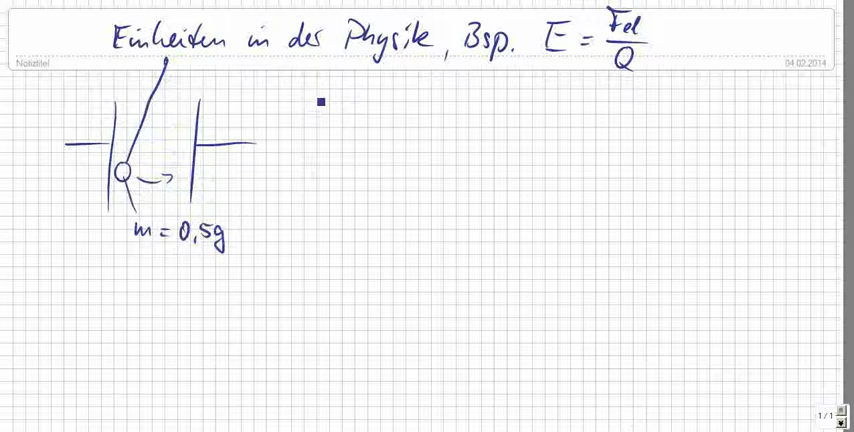 Einheiten in der Physik, Bsp. E = Fel/Q
Notiztitel
04.02.2014
m = 0,5g
1/1